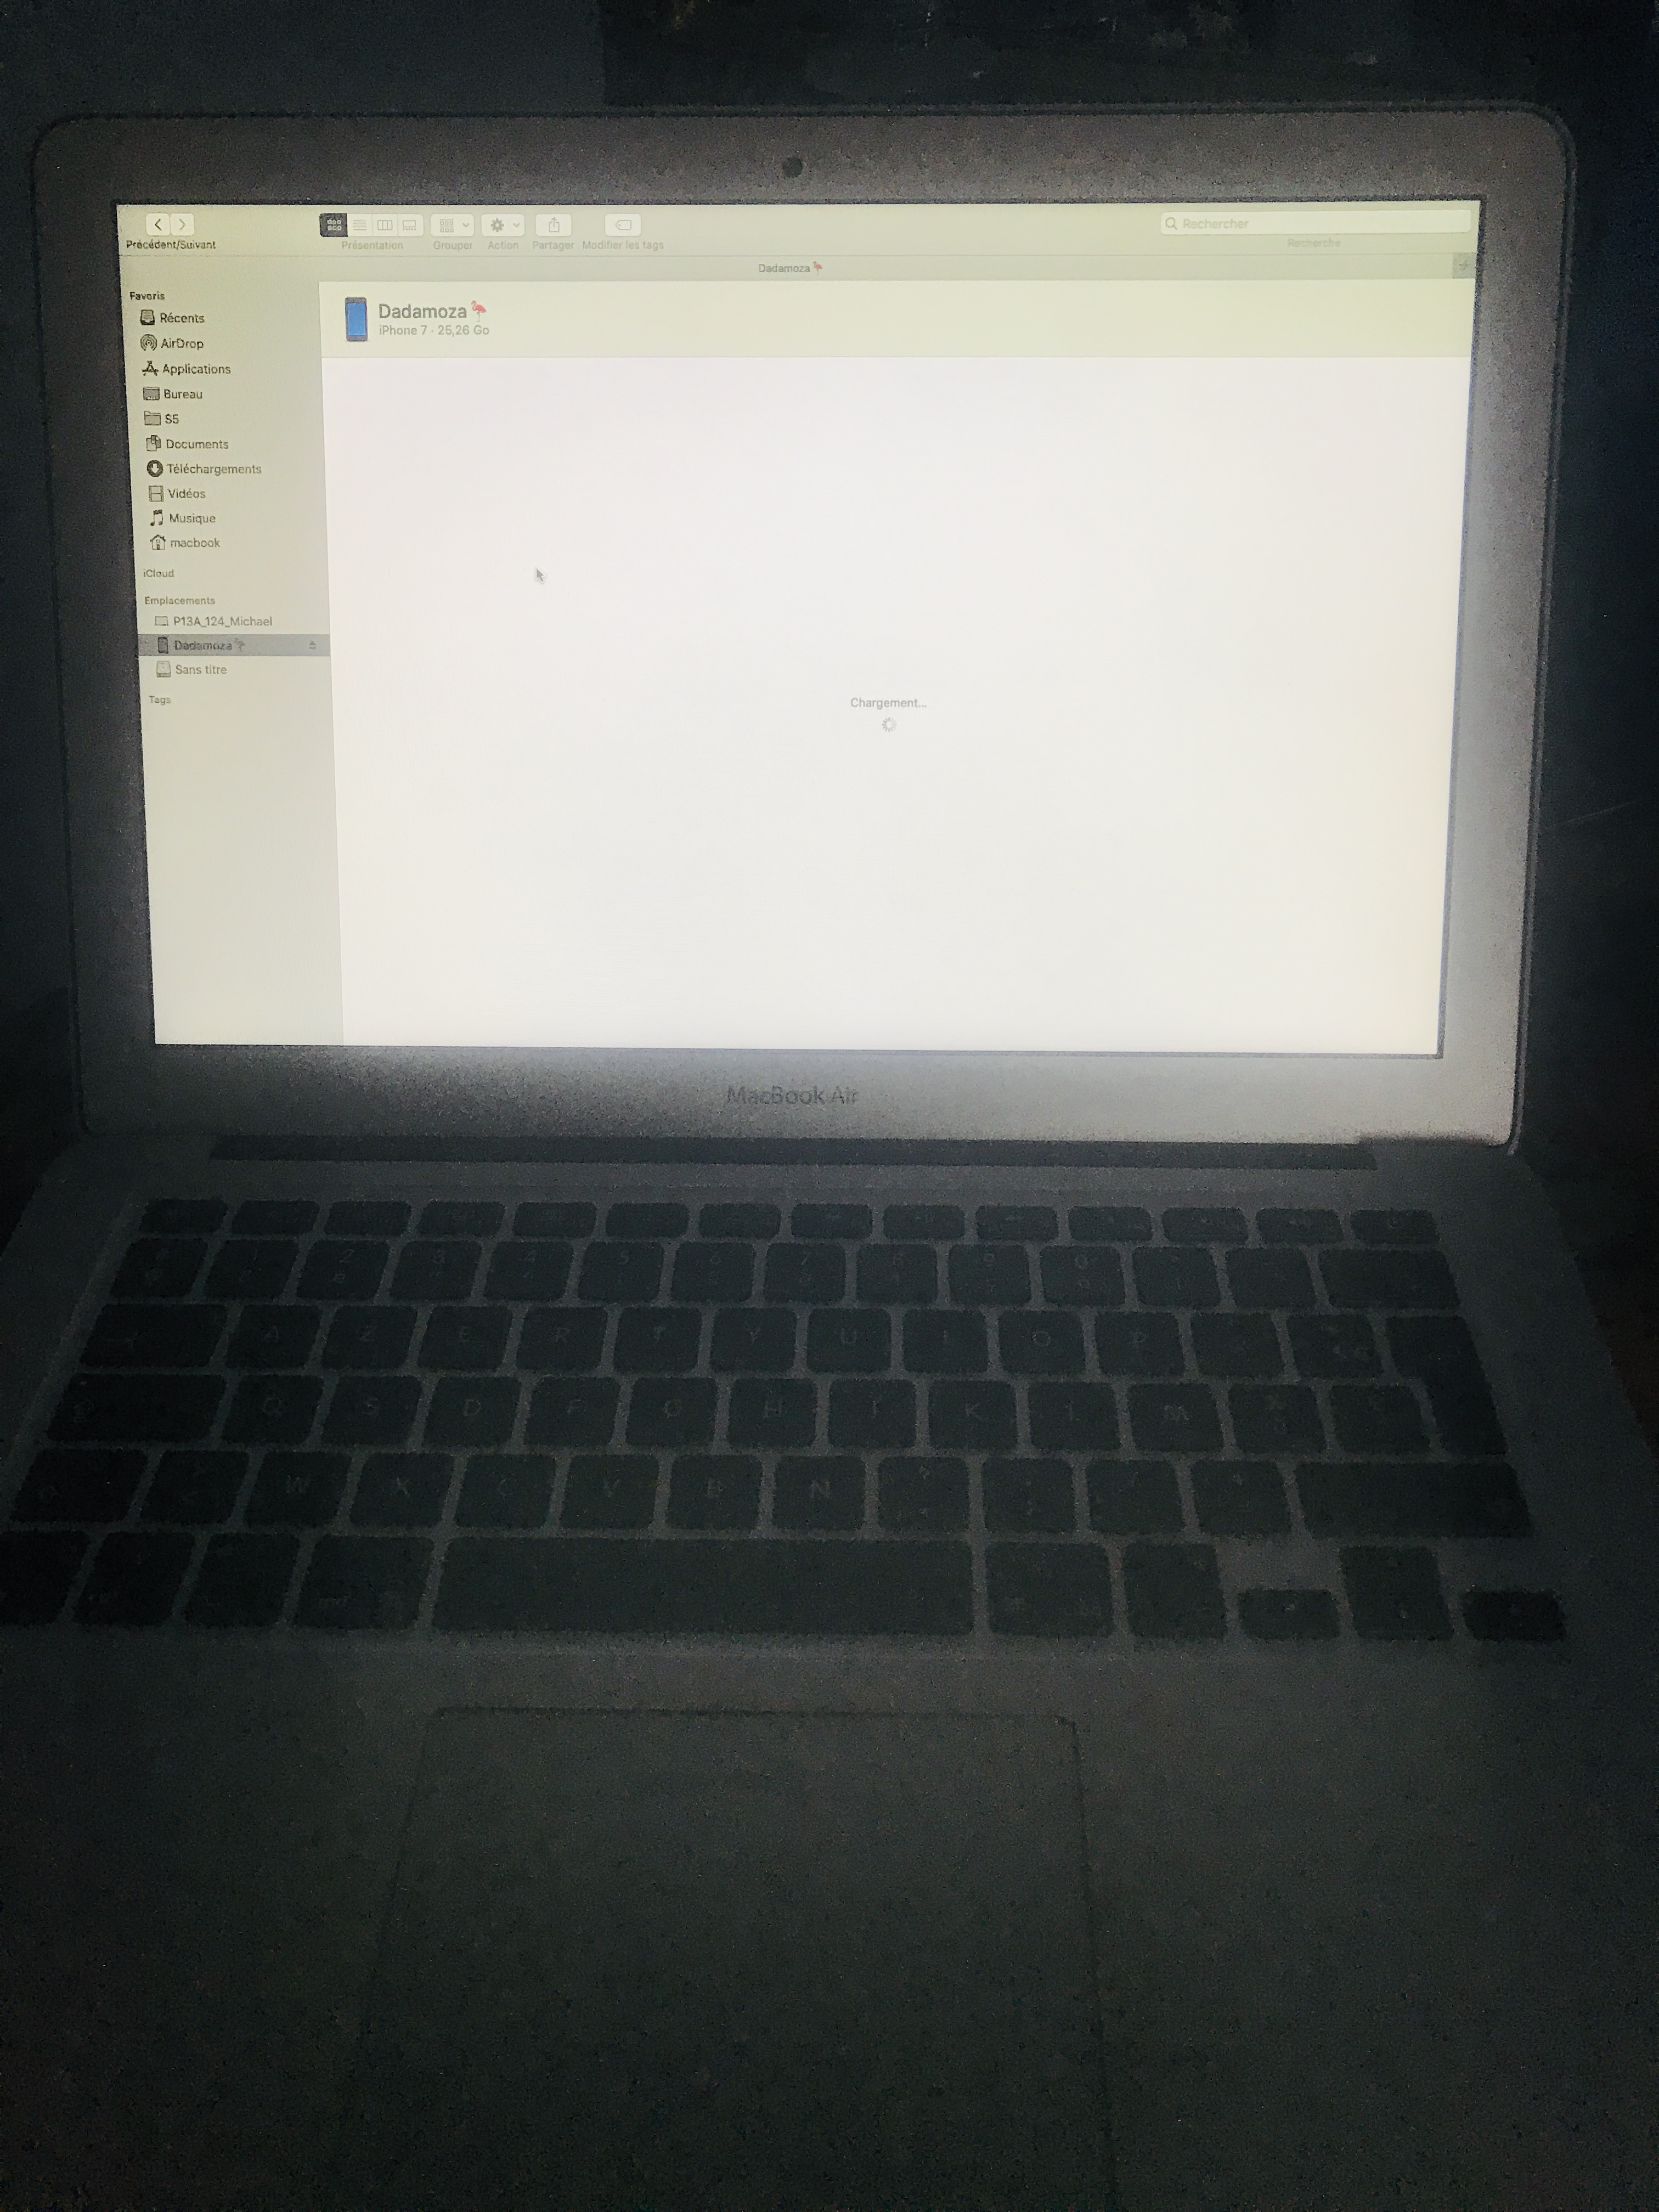 Précédent/Suivant
Présentation
Grouper
Action
Partager
Modifier les tags
Rechercher
Recherche
Dadamoza🦩
Favoris
Récents
AirDrop
Applications
Bureau
S5
Documents
Téléchargements
Vidéos
Musique
macbook
iCloud
Emplacements
P13A_124_Michael
Dadamoza🦩
Sans titre
Tags
Dadamoza🦩
iPhone 7 - 25,26 Go
Chargement...
MacBook Air
A Z E R T Y U I O P
Q S D F G H J K L M
W X C V B N